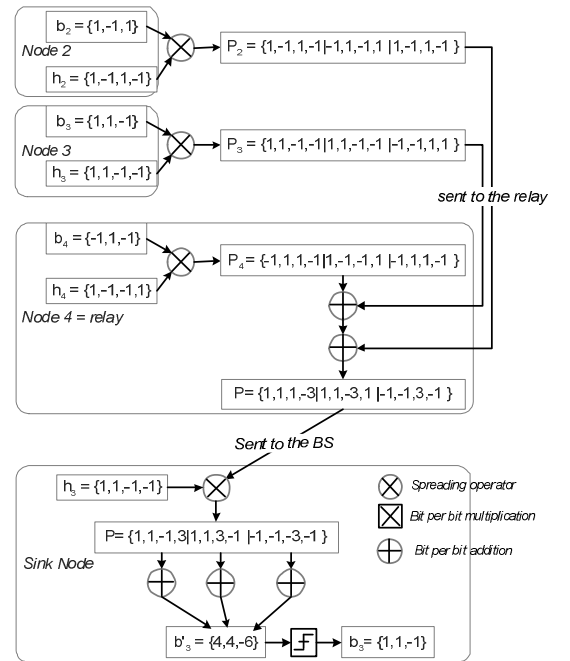 b₂ = {1,-1,1}
Node 2
h₂ = {1,-1,1,-1}
P₂ = {1,-1,1,-1|-1,1,-1,1 |1,-1,1,-1 }
b₃ = {1,1,-1}
Node 3
h₃ = {1,1,-1,-1}
P₃ = {1,1,-1,-1|1,1,-1,-1 |-1,-1,1,1 }
sent to the relay
b₄ = {-1,1,-1}
h₄ = {1,-1,-1,1}
P₄ = {-1,1,1,-1|1,-1,-1,1 |-1,1,1,-1 }
Node 4 = relay
P= {1,1,1,-3|1,1,-3,1 |-1,-1,3,-1 }
Sent to the BS
h₃ = {1,1,-1,-1}
Spreading operator
Bit per bit multiplication
Bit per bit addition
P= {1,1,-1,3|1,1,3,-1 |-1,-1,-3,-1 }
Sink Node
b'₃ = {4,4,-6}
b₃= {1,1,-1}